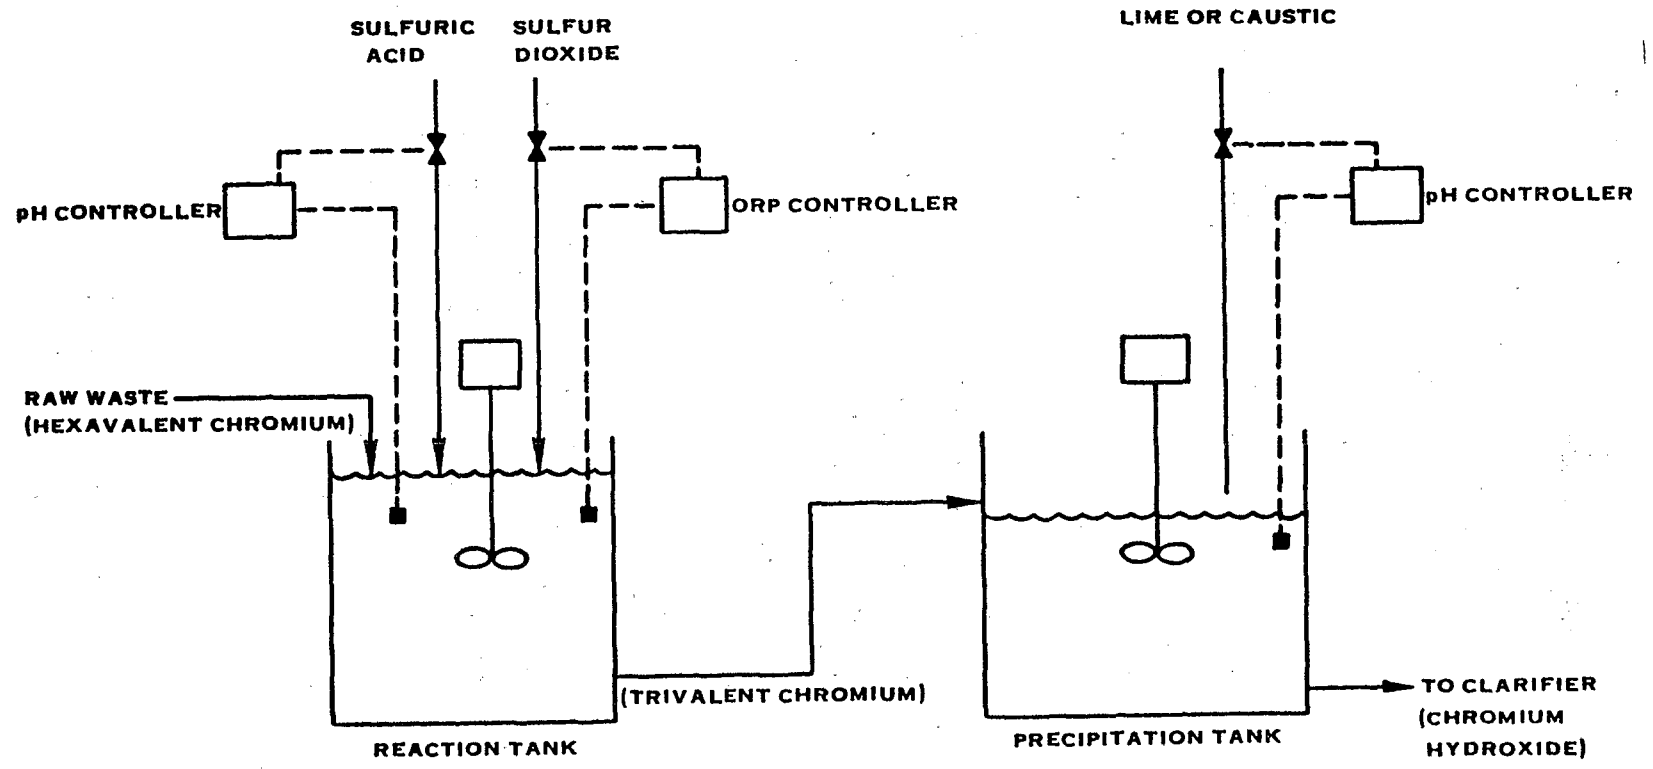 SULFURIC
ACID
SULFUR
DIOXIDE
LIME OR CAUSTIC
pH CONTROLLER
ORP CONTROLLER
pH CONTROLLER
RAW WASTE
(HEXAVALENT CHROMIUM)
(TRIVALENT CHROMIUM)
TO CLARIFIER
(CHROMIUM
HYDROXIDE)
REACTION TANK
PRECIPITATION TANK